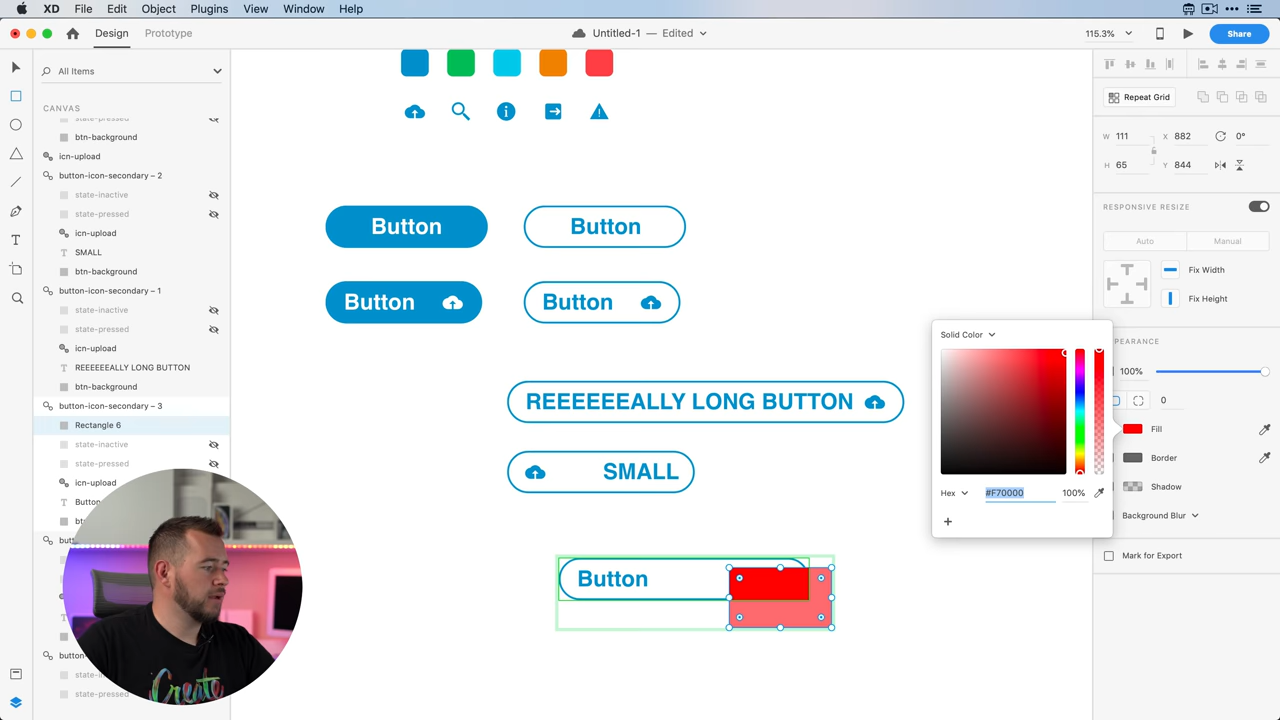 XD File Edit Object Plugins View Window Help
Design Prototype
Untitled-1 — Edited
115.3%
Share
All Items
CANVAS
state-pressed
btn-background
icn-upload
button-icon-secondary – 2
state-inactive
state-pressed
icn-upload
T SMALL
btn-background
button-icon-secondary – 1
state-inactive
state-pressed
icn-upload
T REEEEEEALLY LONG BUTTON
btn-background
button-icon-secondary – 3
Rectangle 6
state-inactive
state-pressed
icn-upload
T Button
Button
Button
Button
Button
REEEEEEALLY LONG BUTTON
SMALL
Button
Create
Repeat Grid
W 111 X 882 0°
H 65 Y 844
RESPONSIVE RESIZE
Auto Manual
Fix Width
Fix Height
Solid Color
Hex #F70000 100%
+
PEARANCE
100%
0
Fill
Border
Shadow
Background Blur
Mark for Export